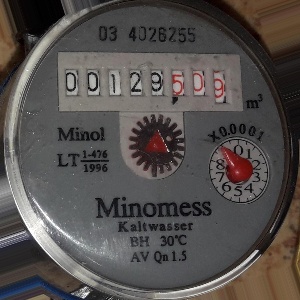 03 4026255
00129509
m³
Minol
X0.0001
LT 1-476/1996
0 1 2 3 4 5 6 7 8 9
Minomess
Kaltwasser
BH 30°C
AV Qn 1.5